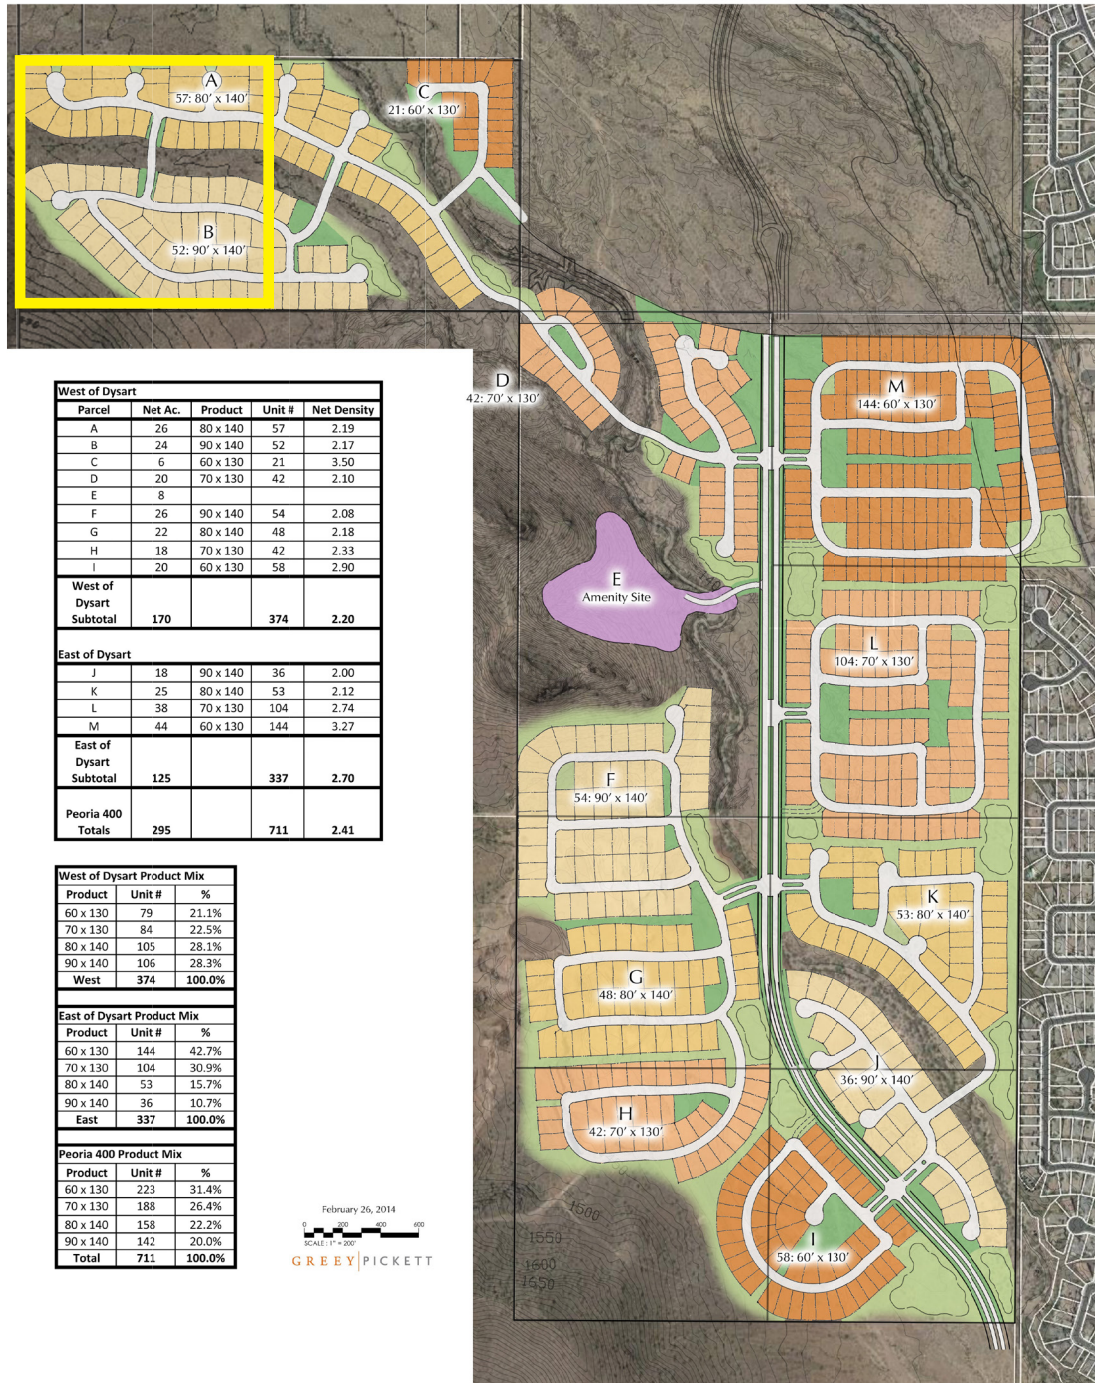 A
57: 80' x 140'
C
21: 60' x 130'
B
52: 90' x 140'
D
42: 70' x 130'
M
144: 60' x 130'
E
Amenity Site
L
104: 70' x 130'
F
54: 90' x 140'
K
53: 80' x 140'
G
48: 80' x 140'
J
36: 90' x 140'
H
42: 70' x 130'
I
58: 60' x 130'
1500
1550
1600
1650
West of Dysart
Parcel Net Ac. Product Unit # Net Density
A 26 80 x 140 57 2.19
B 24 90 x 140 52 2.17
C 6 60 x 130 21 3.50
D 20 70 x 130 42 2.10
E 8
F 26 90 x 140 54 2.08
G 22 80 x 140 48 2.18
H 18 70 x 130 42 2.33
I 20 60 x 130 58 2.90
West of
Dysart
Subtotal 170 374 2.20
East of Dysart
J 18 90 x 140 36 2.00
K 25 80 x 140 53 2.12
L 38 70 x 130 104 2.74
M 44 60 x 130 144 3.27
East of
Dysart
Subtotal 125 337 2.70
Peoria 400
Totals 295 711 2.41
West of Dysart Product Mix
Product Unit # %
60 x 130 79 21.1%
70 x 130 84 22.5%
80 x 140 105 28.1%
90 x 140 106 28.3%
West 374 100.0%
East of Dysart Product Mix
Product Unit # %
60 x 130 144 42.7%
70 x 130 104 30.9%
80 x 140 53 15.7%
90 x 140 36 10.7%
East 337 100.0%
Peoria 400 Product Mix
Product Unit # %
60 x 130 223 31.4%
70 x 130 188 26.4%
80 x 140 158 22.2%
90 x 140 142 20.0%
Total 711 100.0%
February 26, 2014
0 200 400 600
SCALE: 1" = 200'
GREEY|PICKETT